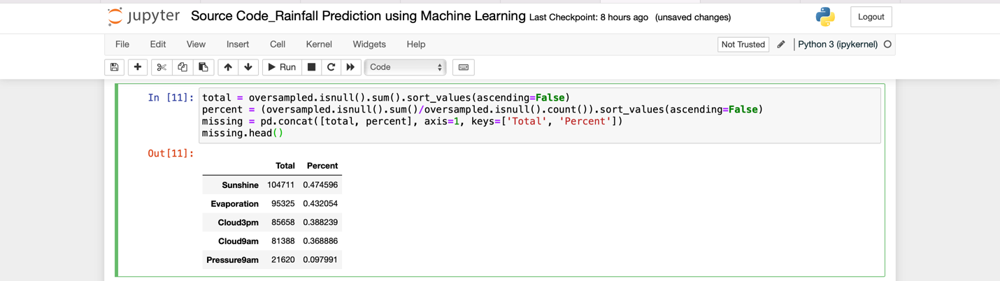 jupyter Source Code_Rainfall Prediction using Machine Learning Last Checkpoint: 8 hours ago (unsaved changes) Logout
File Edit View Insert Cell Kernel Widgets Help Not Trusted Python 3 (ipykernel)
Run Code
In [11]: total = oversampled.isnull().sum().sort_values(ascending=False)
percent = (oversampled.isnull().sum()/oversampled.isnull().count()).sort_values(ascending=False)
missing = pd.concat([total, percent], axis=1, keys=['Total', 'Percent'])
missing.head()
Out[11]:
Total Percent
Sunshine 104711 0.474596
Evaporation 95325 0.432054
Cloud3pm 85658 0.388239
Cloud9am 81388 0.368886
Pressure9am 21620 0.097991